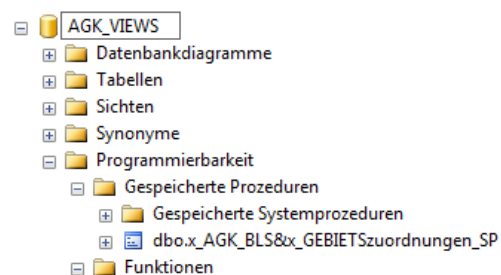 AGK_VIEWS
Datenbankdiagramme
Tabellen
Sichten
Synonyme
Programmierbarkeit
Gespeicherte Prozeduren
Gespeicherte Systemprozeduren
dbo.x_AGK_BLS&x_GEBIETSzuordnungen_SP
Funktionen